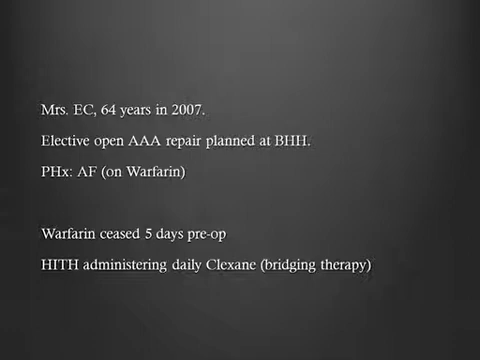 Mrs. EC, 64 years in 2007.
Elective open AAA repair planned at BHH.
PHx: AF (on Warfarin)
Warfarin ceased 5 days pre-op
HITH administering daily Clexane (bridging therapy)